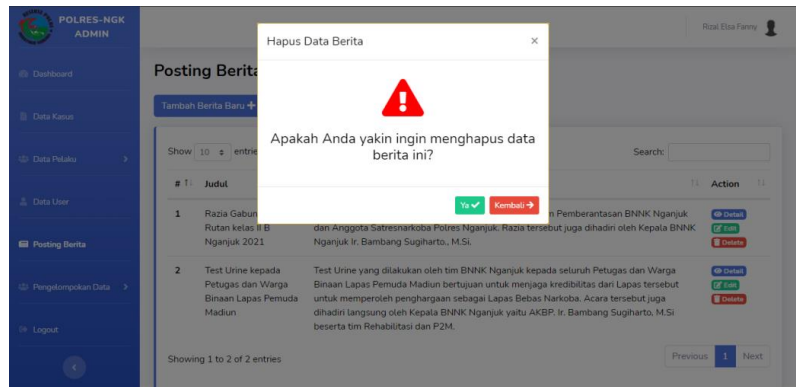 POLRES-NGK
ADMIN
Rizal Elza Fanny
Hapus Data Berita
×
Dashboard
Posting Berita
Tambah Berita Baru
Data Kasus
Apakah Anda yakin ingin menghapus data
berita ini?
Show 10 entrie
Search:
Data Pelaku
# Judul Action
Data User
Ya Kembali
1 Razia Gabun n Pemberantasan BNNK Nganjuk Detail
Rutan kelas II B dan Anggota Satresnarkoba Polres Nganjuk. Razia tersebut juga dihadiri oleh Kepala BNNK Edit
Nganjuk 2021 Nganjuk Ir. Bambang Sugiharto., M.Si. Delete
Posting Berita
2 Test Urine kepada Test Urine yang dilakukan oleh tim BNNK Nganjuk kepada seluruh Petugas dan Warga Detail
Petugas dan Warga Binaan Lapas Pemuda Madiun bertujuan untuk menjaga kredibilitas dari Lapas tersebut Edit
Binaan Lapas Pemuda untuk memperoleh penghargaan sebagai Lapas Bebas Narkoba. Acara tersebut juga Delete
Madiun dihadiri langsung oleh Kepala BNNK Nganjuk yaitu AKBP. Ir. Bambang Sugiharto, M.Si
beserta tim Rehabilitasi dan P2M.
Pengelompokan Data
Logout
Showing 1 to 2 of 2 entries
Previous 1 Next